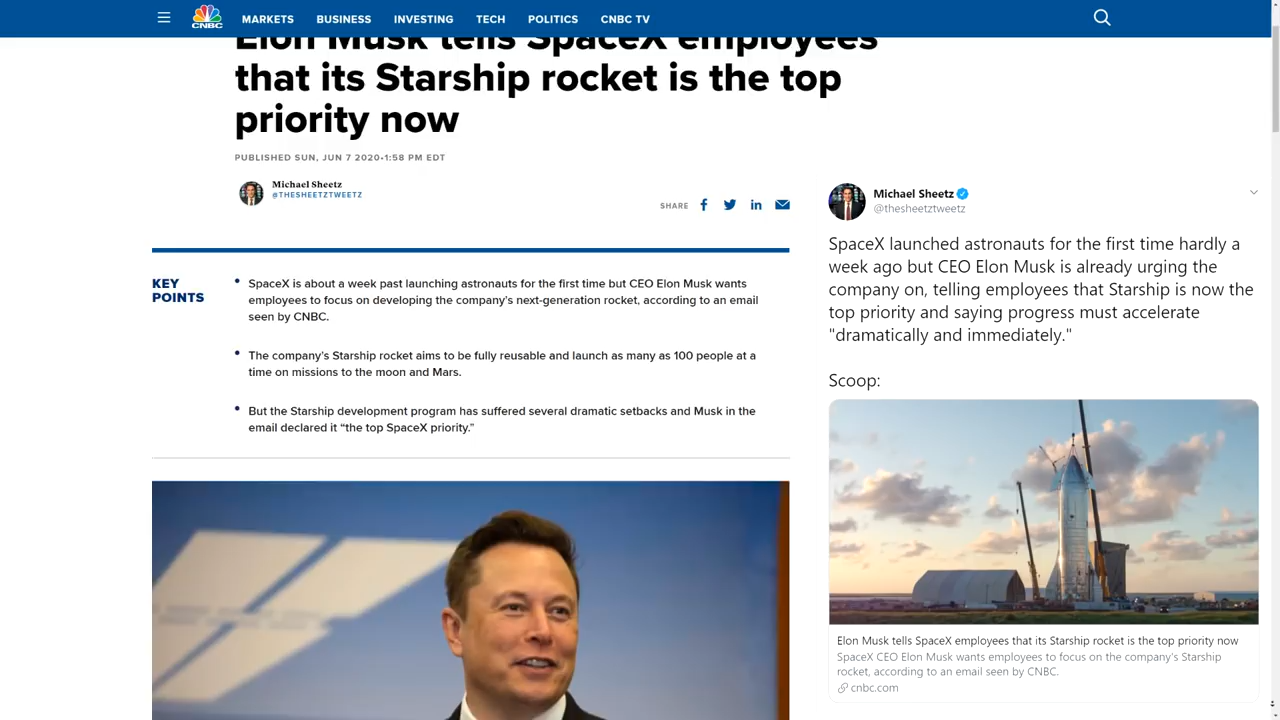 CNBC
MARKETS
BUSINESS
INVESTING
TECH
POLITICS
CNBC TV
Elon Musk tells SpaceX employees
that its Starship rocket is the top
priority now
PUBLISHED SUN, JUN 7 2020•1:58 PM EDT
Michael Sheetz
@THESHEETZTWEETZ
SHARE
KEY
POINTS
• SpaceX is about a week past launching astronauts for the first time but CEO Elon Musk wants
employees to focus on developing the company’s next-generation rocket, according to an email
seen by CNBC.
• The company’s Starship rocket aims to be fully reusable and launch as many as 100 people at a
time on missions to the moon and Mars.
• But the Starship development program has suffered several dramatic setbacks and Musk in the
email declared it “the top SpaceX priority.”
Michael Sheetz
@thesheetztweetz
SpaceX launched astronauts for the first time hardly a
week ago but CEO Elon Musk is already urging the
company on, telling employees that Starship is now the
top priority and saying progress must accelerate
"dramatically and immediately."
Scoop:
Elon Musk tells SpaceX employees that its Starship rocket is the top priority now
SpaceX CEO Elon Musk wants employees to focus on the company's Starship
rocket, according to an email seen by CNBC.
cnbc.com